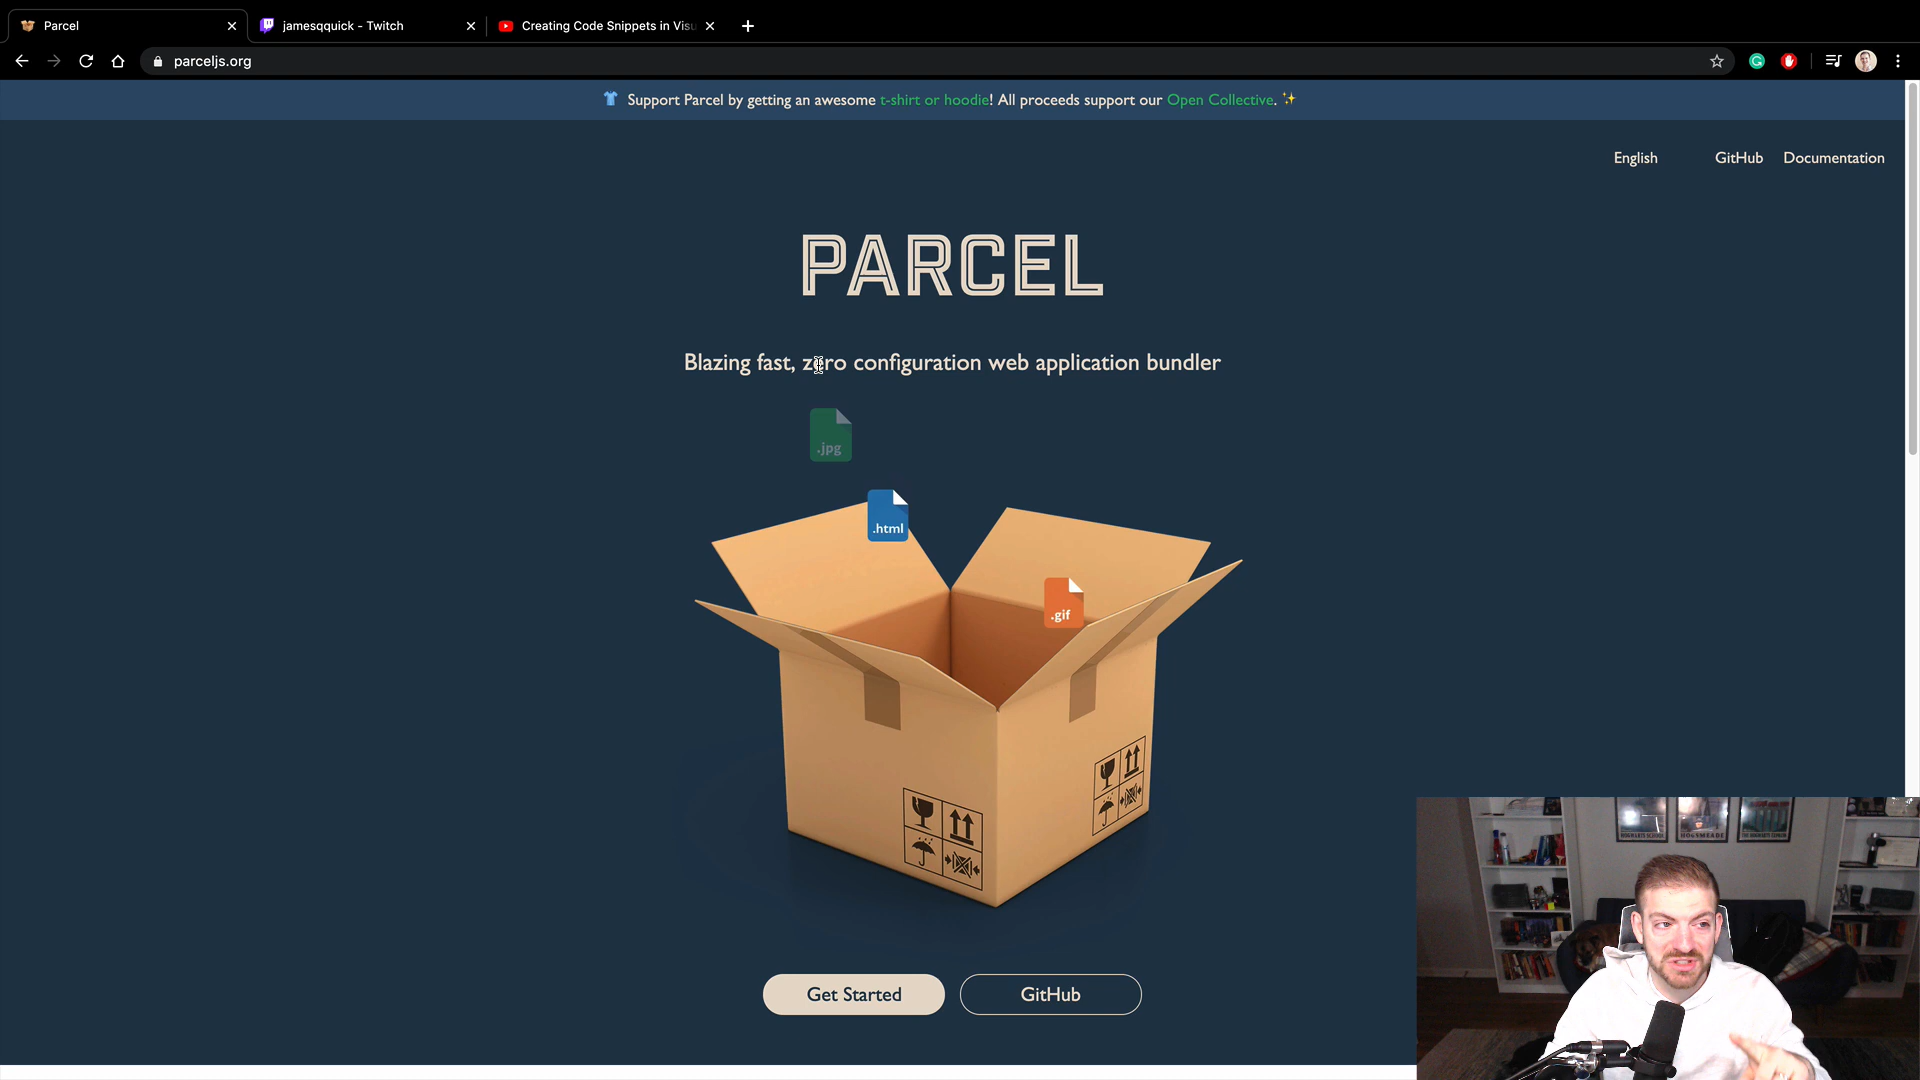 Parcel
jamesqquick - Twitch
Creating Code Snippets in Visu
parceljs.org
Support Parcel by getting an awesome t-shirt or hoodie! All proceeds support our Open Collective.
English
GitHub
Documentation
PARCEL
Blazing fast, zero configuration web application bundler
.jpg
.html
.gif
Get Started
GitHub
HOGSMEADE